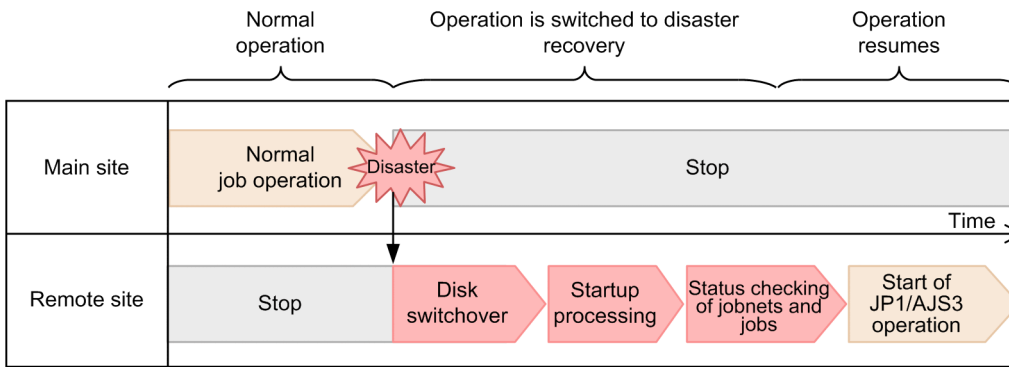 Normal
operation
Operation is switched to disaster
recovery
Operation
resumes
Main site
Normal
job operation
Disaster
Stop
Time
Remote site
Stop
Disk
switchover
Startup
processing
Status checking
of jobnets and
jobs
Start of
JP1/AJS3
operation